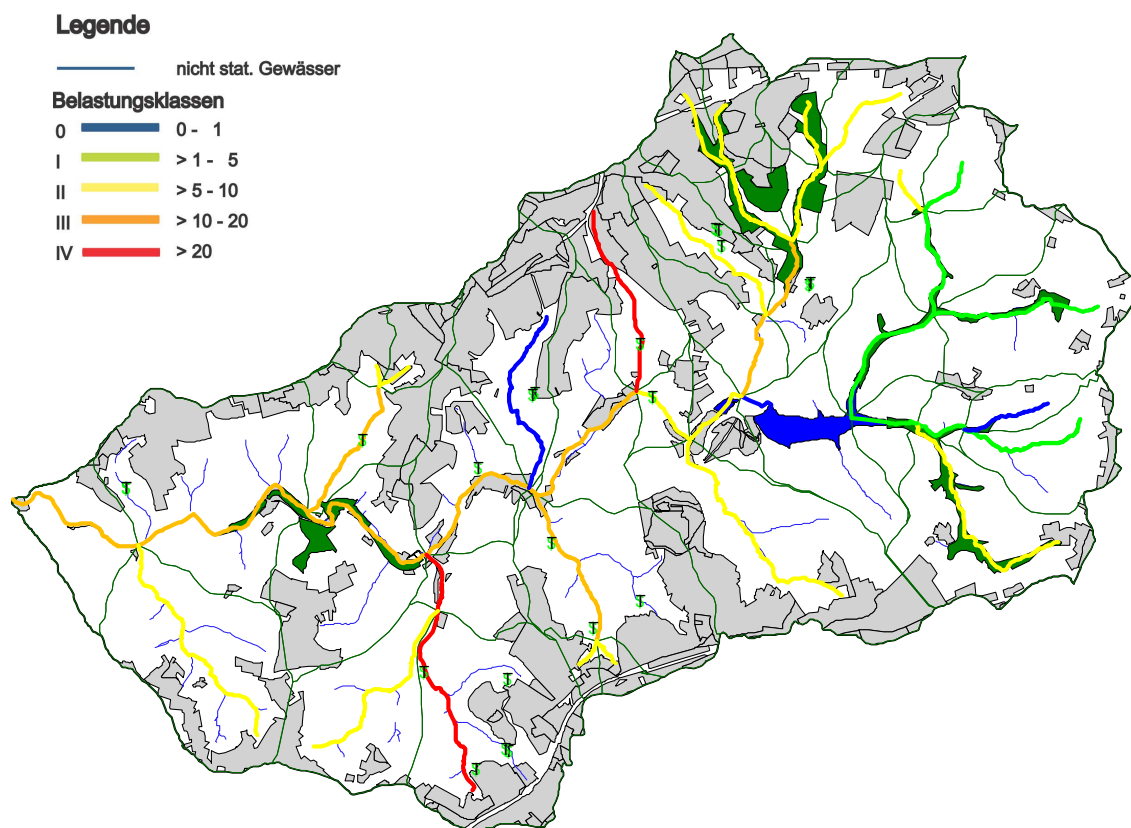 Legende
nicht stat. Gewässer
Belastungsklassen
0 0 - 1
I > 1 - 5
II > 5 - 10
III > 10 - 20
IV > 20